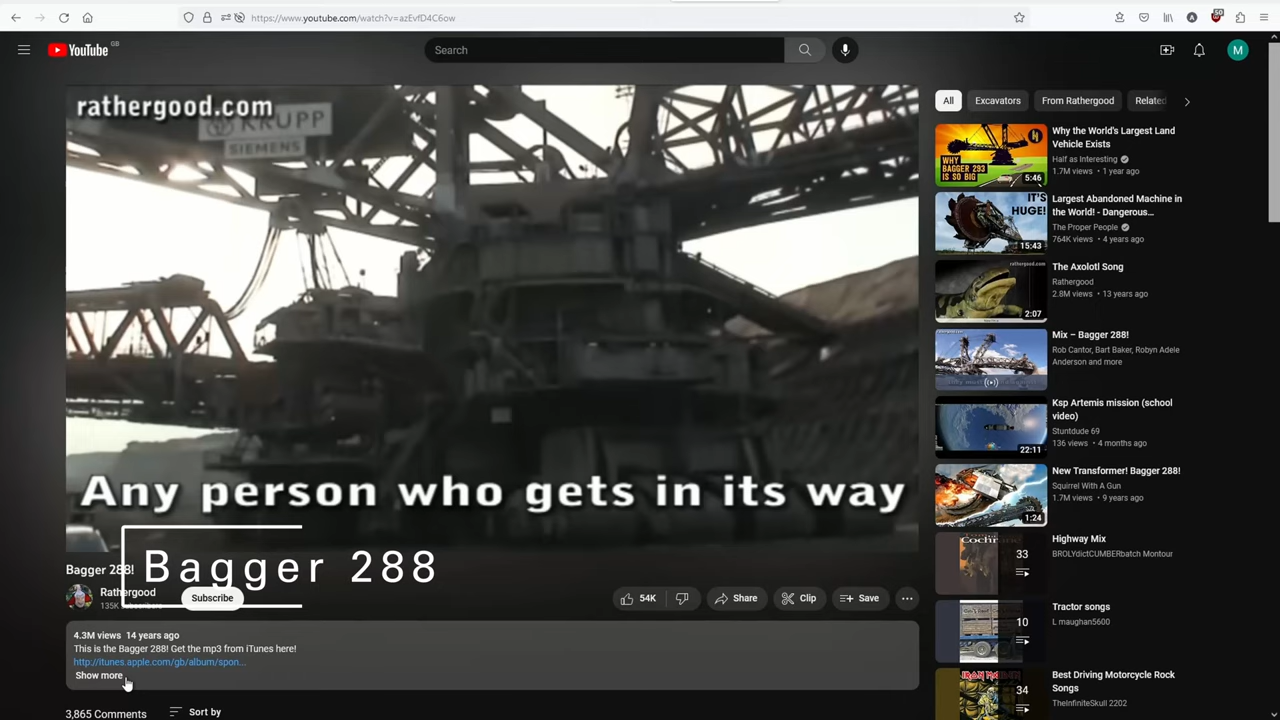 https://www.youtube.com/watch?v=azEvfD4C6ow
50
YouTube GB
Search
M
rathergood.com
KRUPP
SIEMENS
Any person who gets in its way
Bagger 288
Bagger 288!
Rathergood
135K subscribers
Subscribe
54K
Share
Clip
Save
4.3M views 14 years ago
This is the Bagger 288! Get the mp3 from iTunes here!
http://itunes.apple.com/gb/album/spon...
Show more
3,865 Comments
Sort by
All
Excavators
From Rathergood
Related
WHY
BAGGER 293
IS SO BIG
5:46
Why the World's Largest Land
Vehicle Exists
Half as Interesting
1.7M views • 1 year ago
IT'S
HUGE!
15:43
Largest Abandoned Machine in
the World! - Dangerous...
The Proper People
764K views • 4 years ago
rathergood.com
2:07
The Axolotl Song
Rathergood
2.8M views • 13 years ago
Mix – Bagger 288!
Rob Cantor, Bart Baker, Robyn Adele
Anderson and more
22:11
Ksp Artemis mission (school
video)
Stuntdude 69
136 views • 4 months ago
1:24
New Transformer! Bagger 288!
Squirrel With A Gun
1.7M views • 9 years ago
33
Highway Mix
BROLYdictCUMBERbatch Montour
10
Tractor songs
L maughan5600
IRON MAIDEN
34
Best Driving Motorcycle Rock
Songs
TheInfiniteSkull 2202